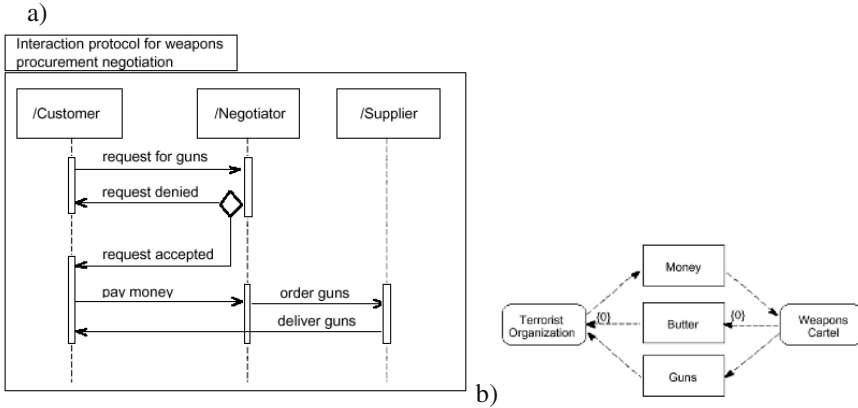 a)
Interaction protocol for weapons
procurement negotiation
/Customer
/Negotiator
/Supplier
request for guns
request denied
request accepted
pay money
order guns
deliver guns
b)
Money
Terrorist
Organization
{0}
Butter
{0}
Weapons
Cartel
Guns